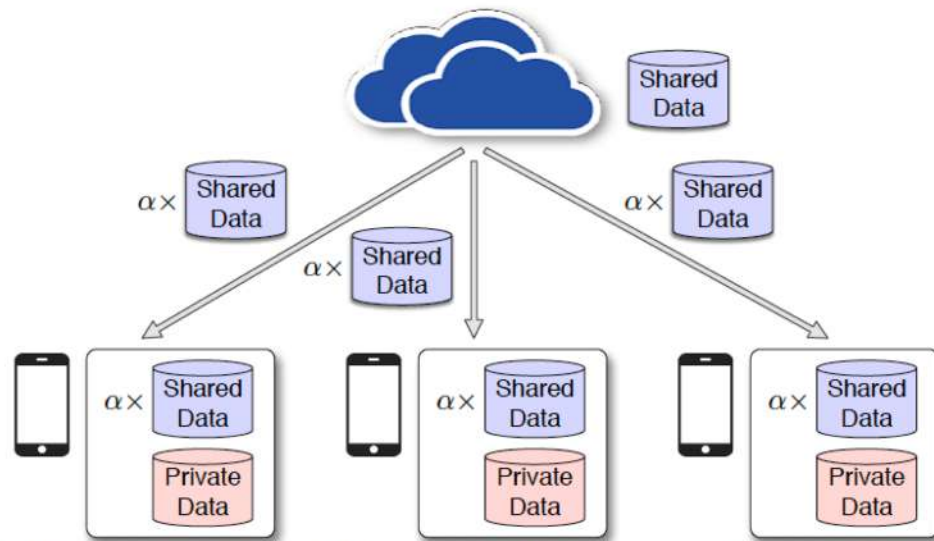 Shared
Data
α× Shared
Data
α× Shared
Data
α× Shared
Data
α× Shared
Data
Private
Data
α× Shared
Data
Private
Data
α× Shared
Data
Private
Data